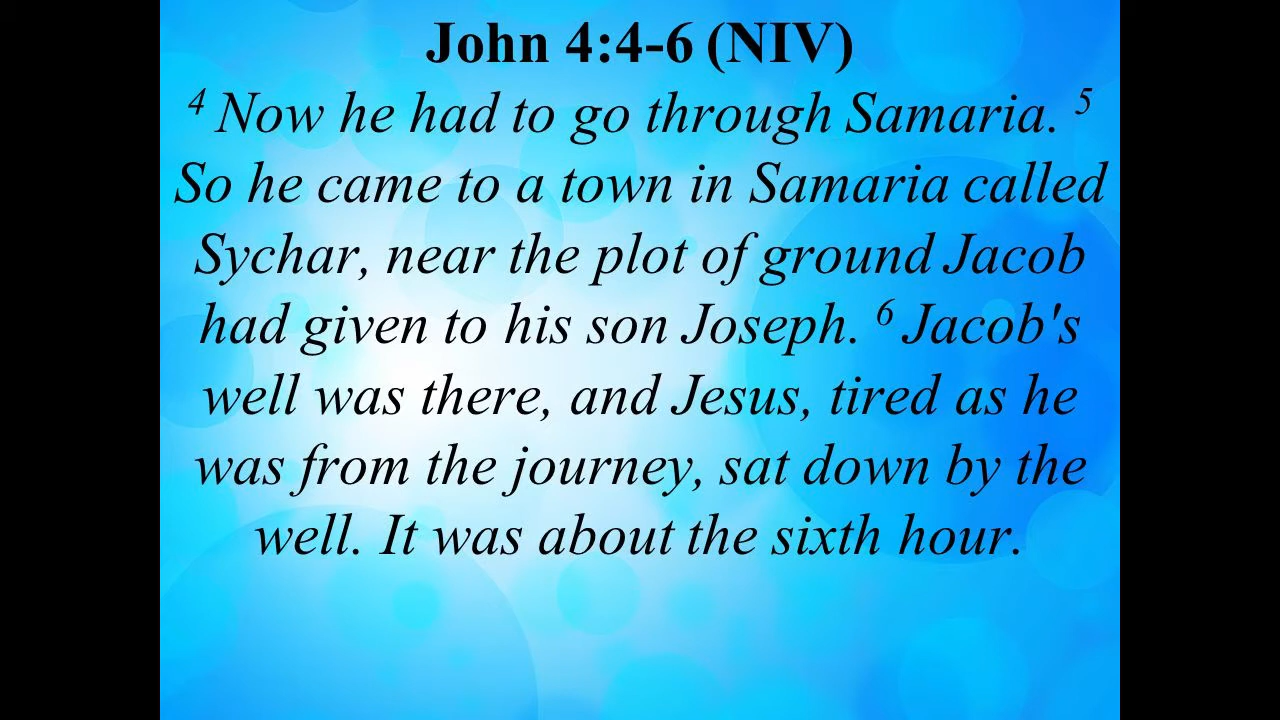 John 4:4-6 (NIV)
4 Now he had to go through Samaria. 5
So he came to a town in Samaria called
Sychar, near the plot of ground Jacob
had given to his son Joseph. 6 Jacob's
well was there, and Jesus, tired as he
was from the journey, sat down by the
well. It was about the sixth hour.